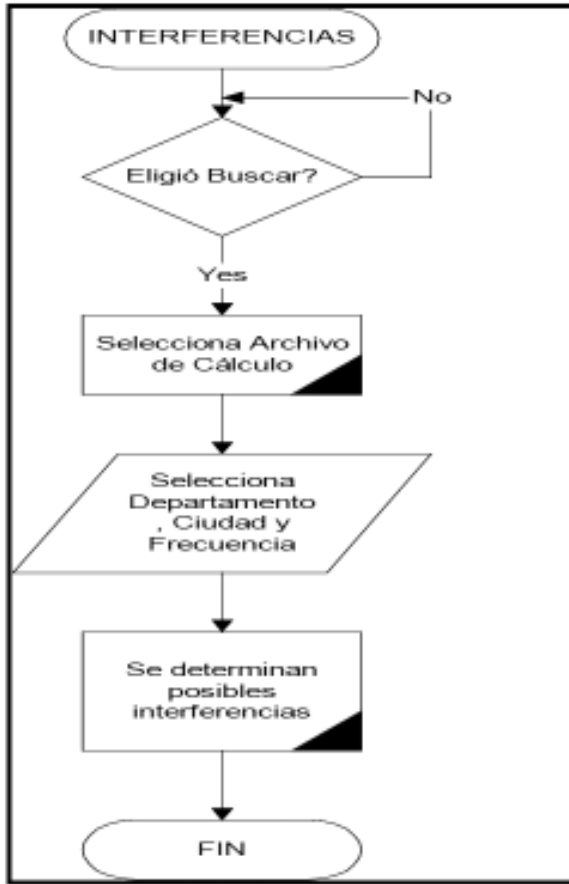 INTERFERENCIAS
No
Eligió Buscar?
Yes
Selecciona Archivo
de Cálculo
Selecciona
Departamento
, Ciudad y
Frecuencia
Se determinan
posibles
interferencias
FIN